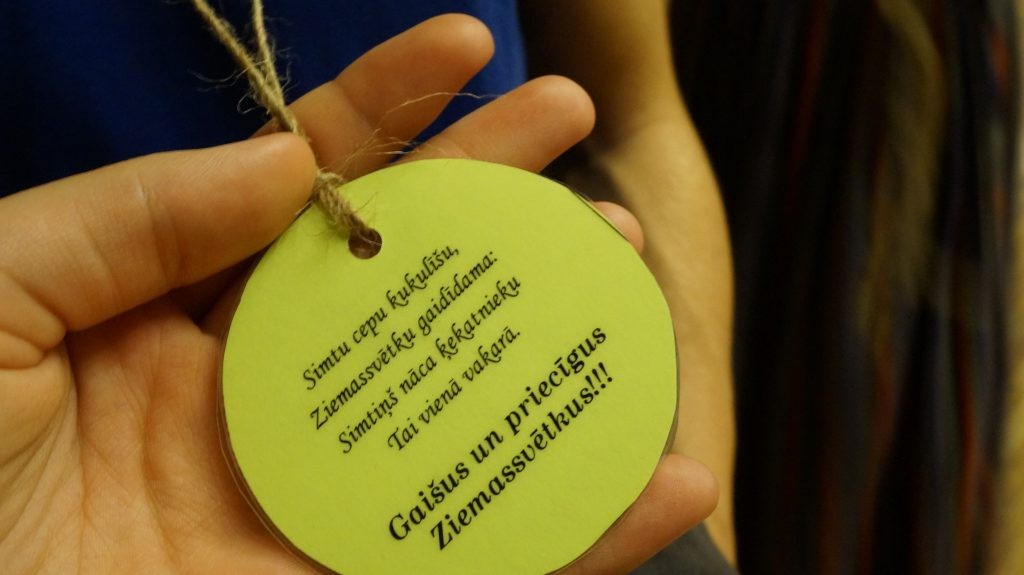 Simtu cepu kukulīšu,
Ziemassvētku gaidīdama:
Simtiņš nāca ķekatnieku
Tai vienā vakarā.
Gaišus un priecīgus
Ziemassvētkus!!!